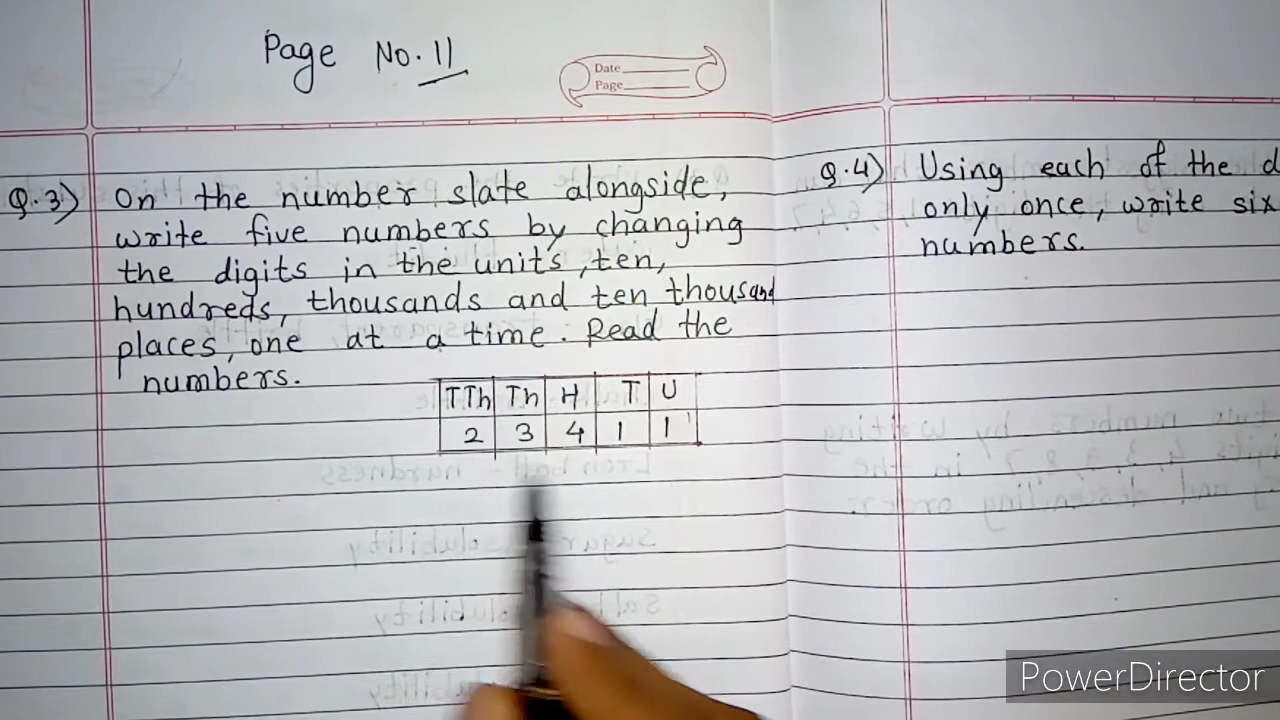 Page No. 11
Date
Page
Q.3) On the number slate alongside,
write five numbers by changing
the digits in the units, ten,
hundreds, thousands and ten thousand
places, one at a time. Read the
numbers.
TTh Th H T U
2 3 4 1 1
Q.4) Using each of the d
only once, write six
numbers.
PowerDirector